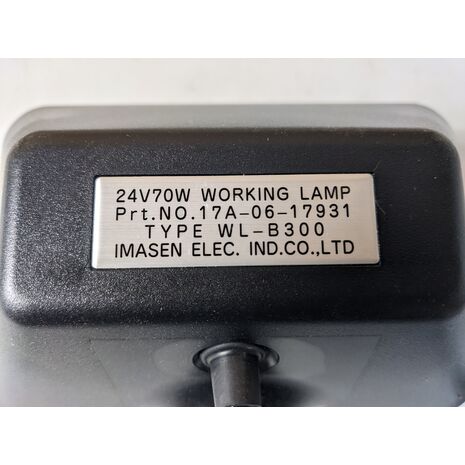 24V70W WORKING LAMP
Prt.NO.17A-06-17931
TYPE WL-B300
IMASEN ELEC. IND.CO.,LTD